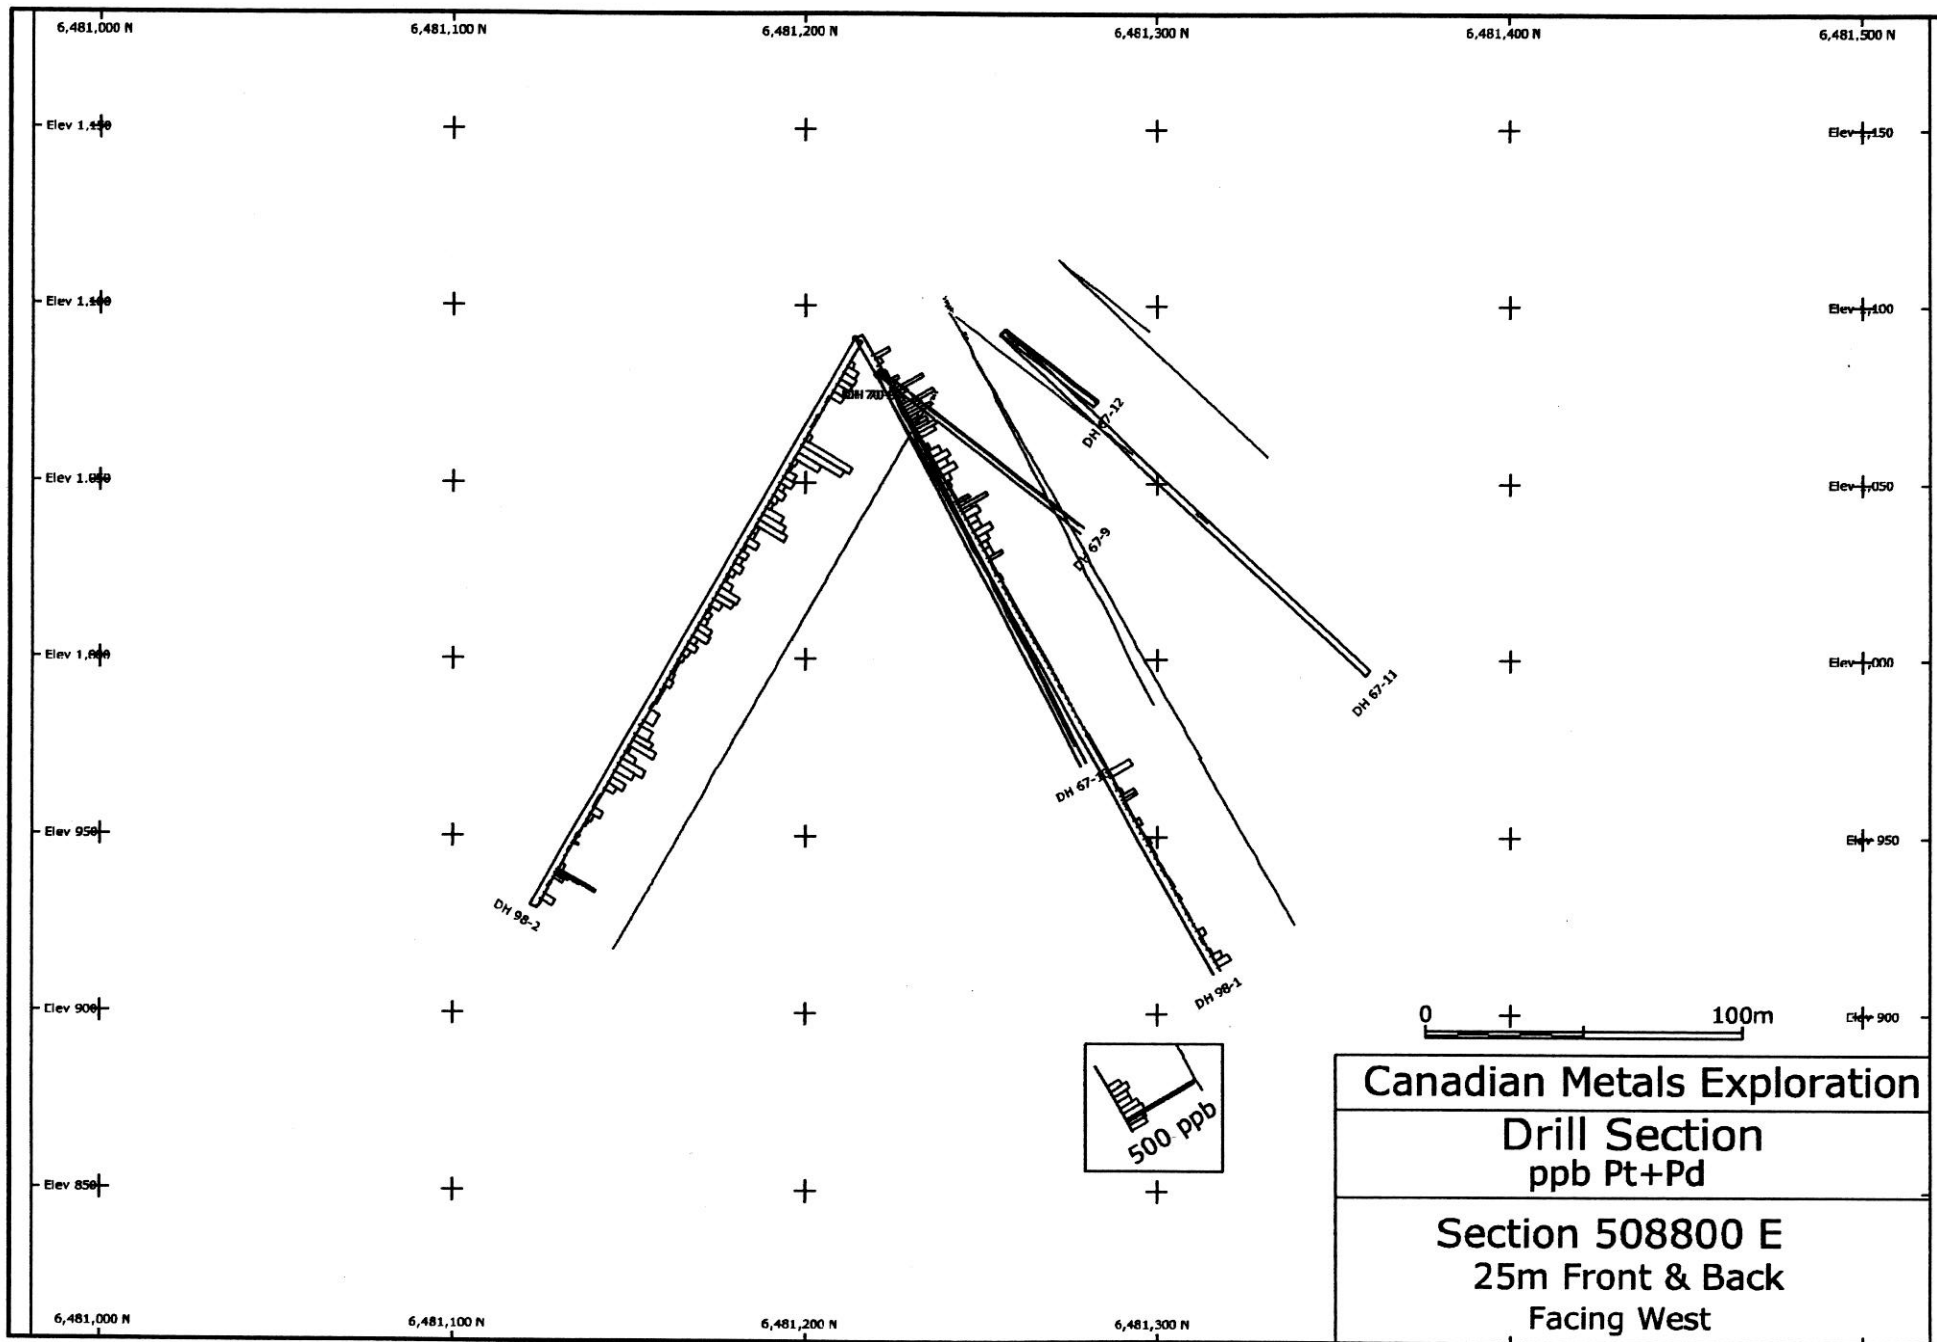 6,481,000 N 6,481,100 N 6,481,200 N 6,481,300 N 6,481,400 N 6,481,500 N
Elev 1,150 Elev 1,150
Elev 1,100 Elev 1,100
DH 67-12
Elev 1,050 Elev 1,050
DH 67-9
Elev 1,000 Elev 1,000
DH 67-11
DH 67-10
Elev 950 Elev 950
DH 98-2
DH 98-1
Elev 900 Elev 900
0 100m
500 ppb
Canadian Metals Exploration
Drill Section
ppb Pt+Pd
Elev 850
Section 508800 E
25m Front & Back
Facing West
6,481,000 N 6,481,100 N 6,481,200 N 6,481,300 N